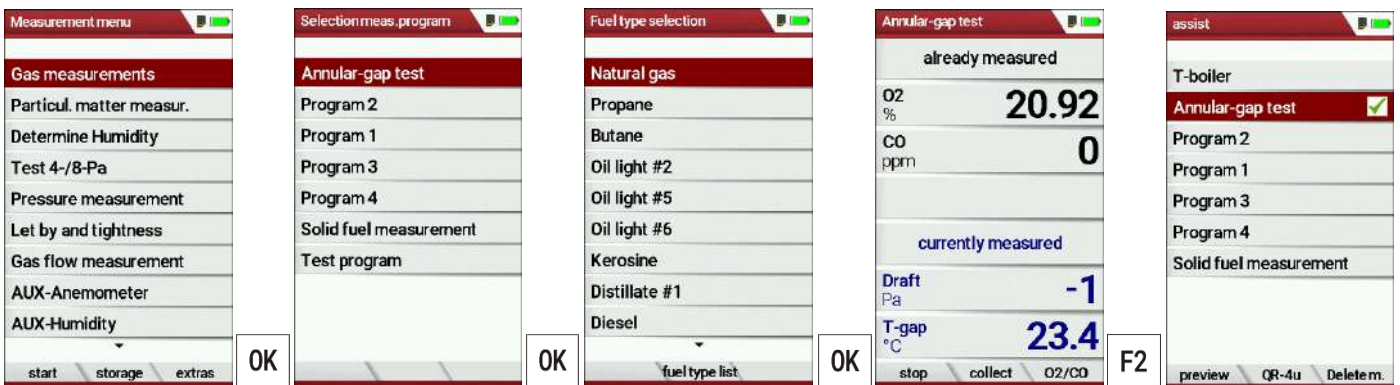 Measurement menu
Gas measurements
Particul. matter measur.
Determine Humidity
Test 4-/8-Pa
Pressure measurement
Let by and tightness
Gas flow measurement
AUX-Anemometer
AUX-Humidity
start storage extras
OK
Selection meas.program
Annular-gap test
Program 2
Program 1
Program 3
Program 4
Solid fuel measurement
Test program
OK
Fuel type selection
Natural gas
Propane
Butane
Oil light #2
Oil light #5
Oil light #6
Kerosine
Distillate #1
Diesel
fuel type list
OK
Annular-gap test
already measured
O2 % 20.92
CO ppm 0
currently measured
Draft Pa -1
T-gap °C 23.4
stop collect O2/CO
F2
assist
T-boiler
Annular-gap test
Program 2
Program 1
Program 3
Program 4
Solid fuel measurement
preview QR-4u Delete m.